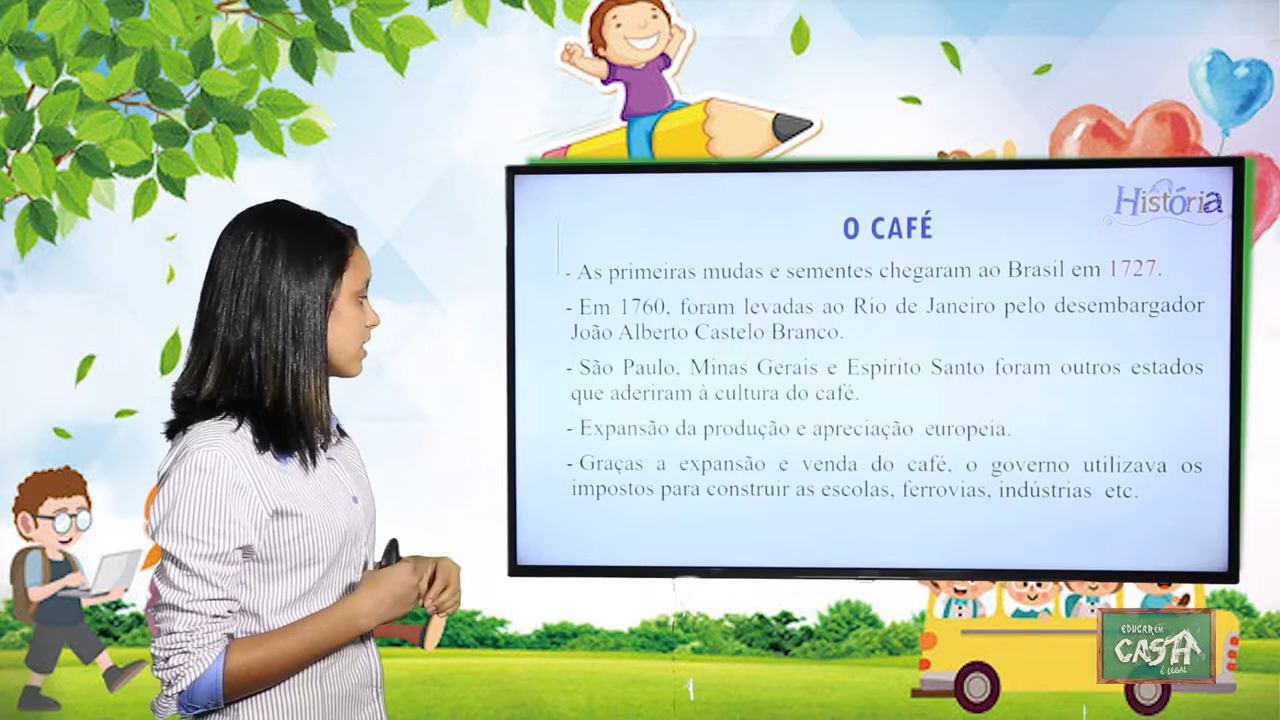 História
O CAFÉ
- As primeiras mudas e sementes chegaram ao Brasil em 1727.
- Em 1760, foram levadas ao Rio de Janeiro pelo desembargador
João Alberto Castelo Branco.
- São Paulo, Minas Gerais e Espírito Santo foram outros estados
que aderiram à cultura do café.
- Expansão da produção e apreciação europeia.
- Graças a expansão e venda do café, o governo utilizava os
impostos para construir as escolas, ferrovias, indústrias etc.
EDUCAR EM
CASA
É LEGAL